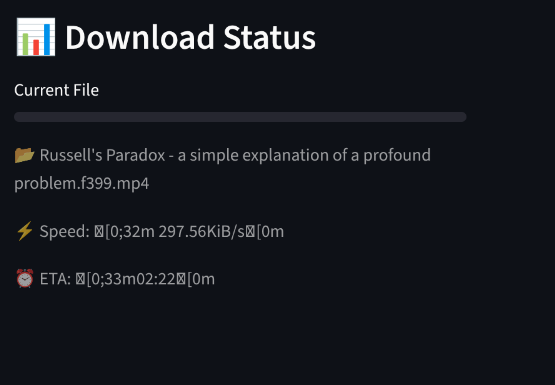 📊 Download Status
Current File
📂 Russell's Paradox - a simple explanation of a profound
problem.f399.mp4
⚡ Speed: �[0;32m 297.56KiB/s�[0m
⏰ ETA: �[0;33m02:22�[0m